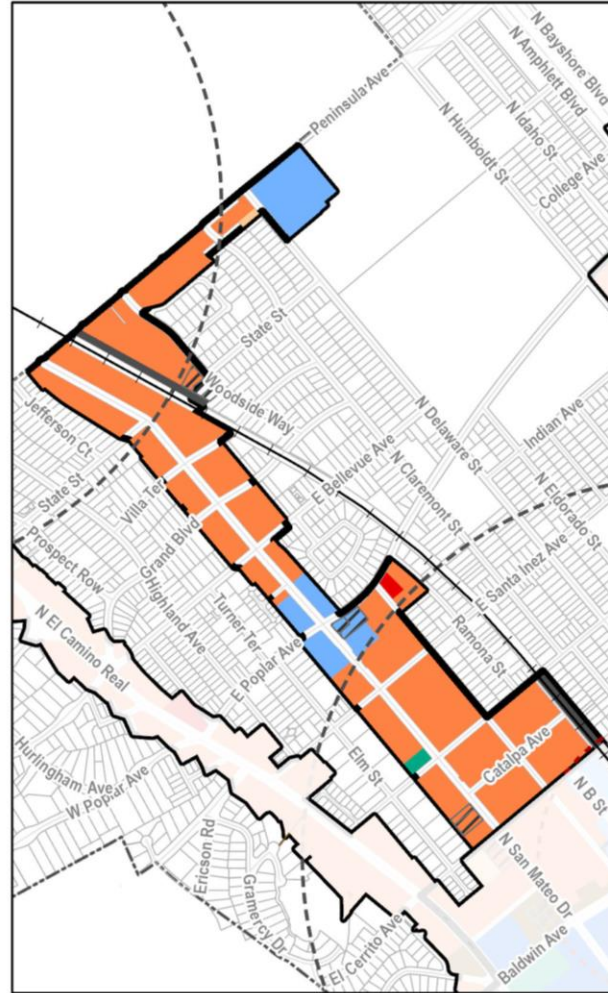 N Bayshore Blvd
N Amphlett Blvd
N Idaho St
College Ave
N Humboldt St
Peninsula Ave
State St
Woodside Way
N Delaware St
Indian Ave
N Eldorado St
E Bellevue Ave
N Claremont St
E Santa Inez Ave
Jefferson Ct
State St
Villa Ter
Grand Blvd
Prospect Row
Highland Ave
Turner Ter
E Poplar Ave
Ramona St
N El Camino Real
Elm St
Catalpa Ave
N B St
Hurlingham Ave
W Poplar Ave
Ericson Rd
Gramercy Dr
N San Mateo Dr
El Cerrito Ave
Baldwin Ave